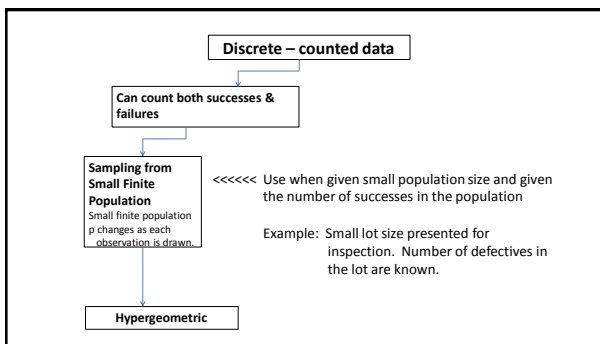 Discrete – counted data
Can count both successes &
failures
Sampling from
Small Finite
Population
Small finite population
p changes as each
observation is drawn.
<<<<<< Use when given small population size and given
the number of successes in the population
Example: Small lot size presented for
inspection. Number of defectives in
the lot are known.
Hypergeometric